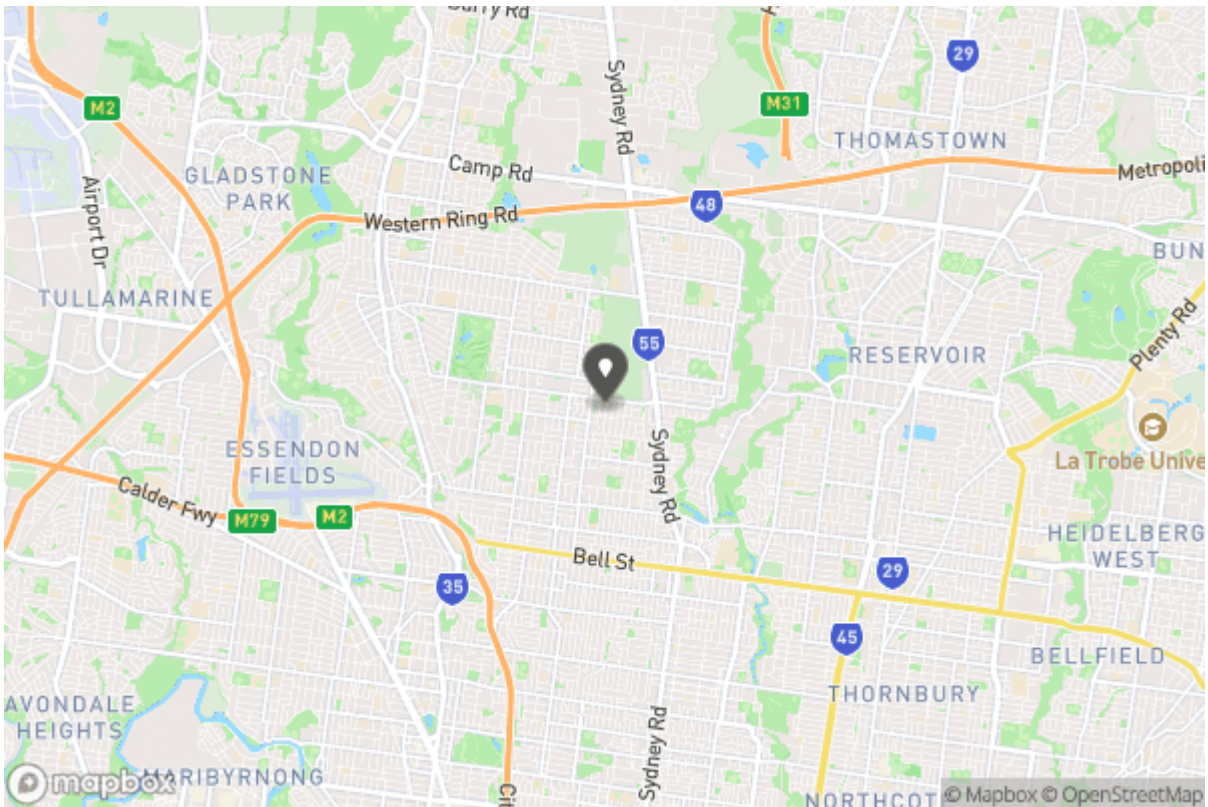 Barry Rd
Sydney Rd
29
M2
M31
THOMASTOWN
Camp Rd
GLADSTONE
PARK
Metropoli
Airport Dr
Western Ring Rd
48
BUN
TULLAMARINE
Plenty Rd
55
RESERVOIR
ESSENDON
FIELDS
Sydney Rd
La Trobe Unive
Calder Fwy
M79
M2
HEIDELBERG
WEST
Bell St
29
35
45
BELLFIELD
THORNBURY
AVONDALE
HEIGHTS
Sydney Rd
MARIBYRNONG
Cit
mapbox
NORTHCOT
© Mapbox © OpenStreetMap